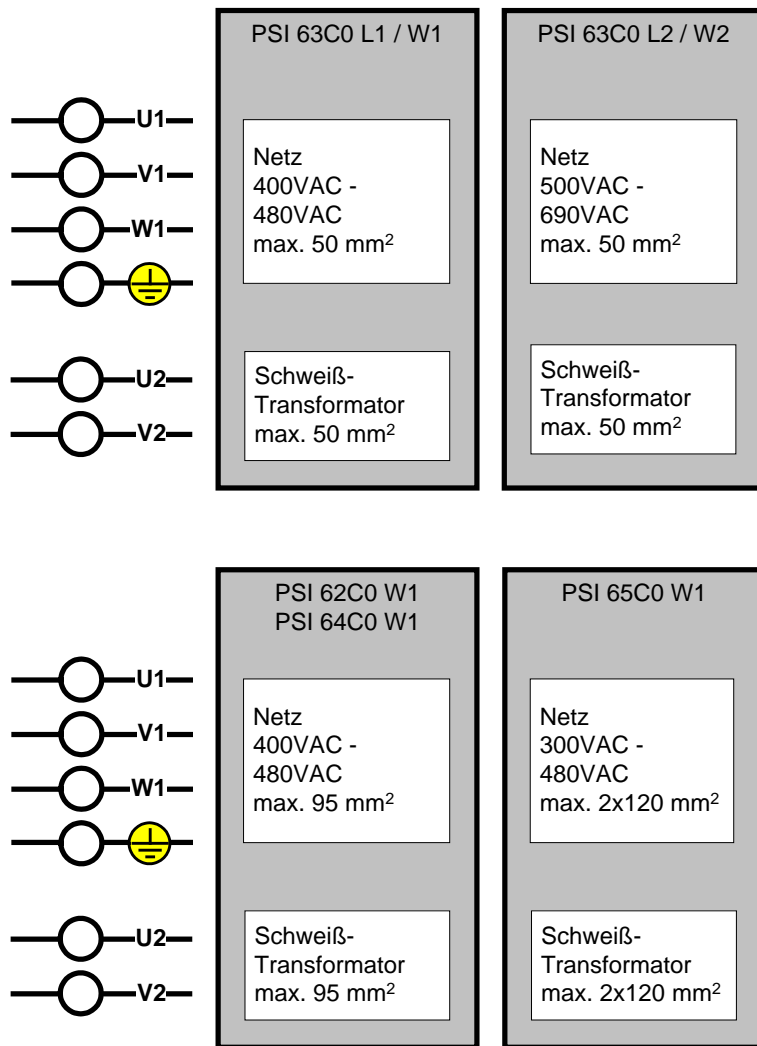 PSI 63C0 L1 / W1
PSI 63C0 L2 / W2
U1
V1
W1
U2
V2
Netz
400VAC -
480VAC
max. 50 mm²
Netz
500VAC -
690VAC
max. 50 mm²
Schweiß-
Transformator
max. 50 mm²
Schweiß-
Transformator
max. 50 mm²
PSI 62C0 W1
PSI 64C0 W1
PSI 65C0 W1
U1
V1
W1
U2
V2
Netz
400VAC -
480VAC
max. 95 mm²
Netz
300VAC -
480VAC
max. 2x120 mm²
Schweiß-
Transformator
max. 95 mm²
Schweiß-
Transformator
max. 2x120 mm²